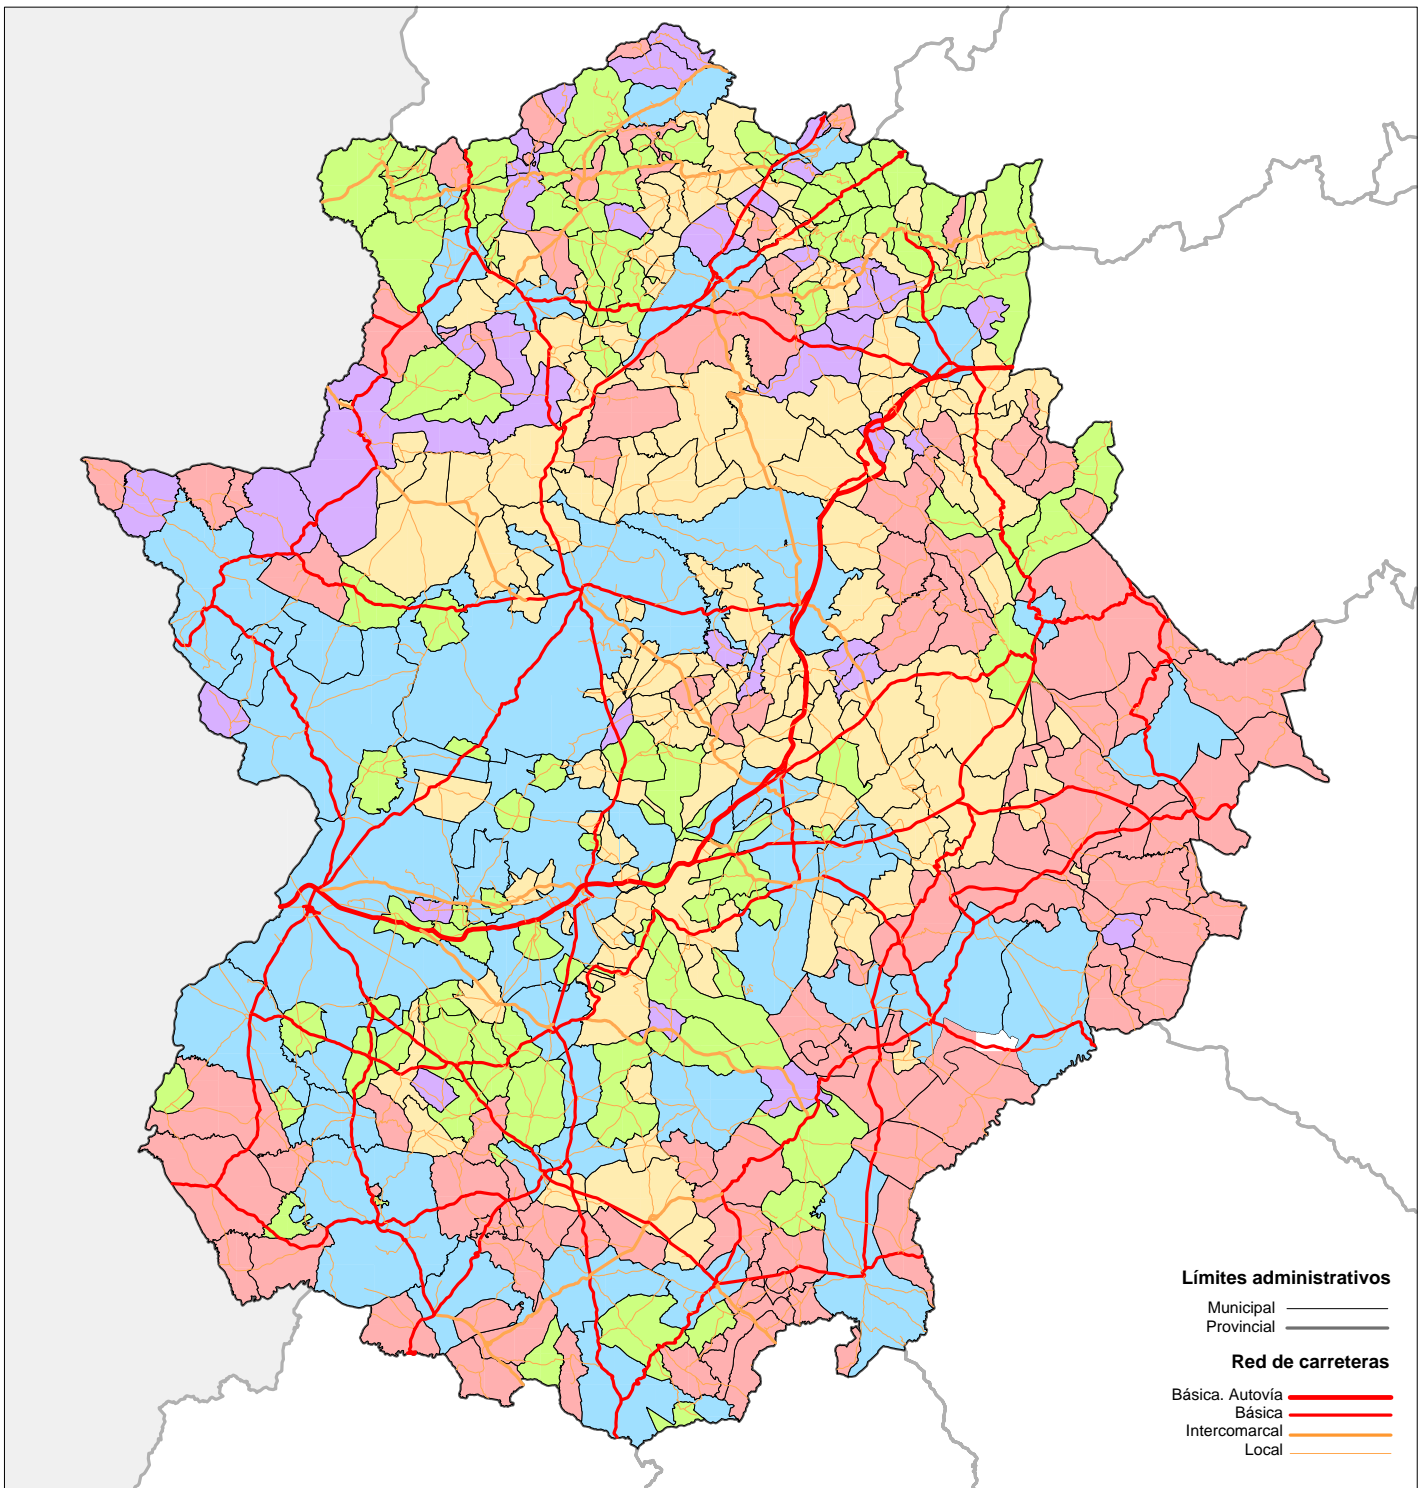 Límites administrativos
Municipal
Provincial
Red de carreteras
Básica. Autovía
Básica
Intercomarcal
Local